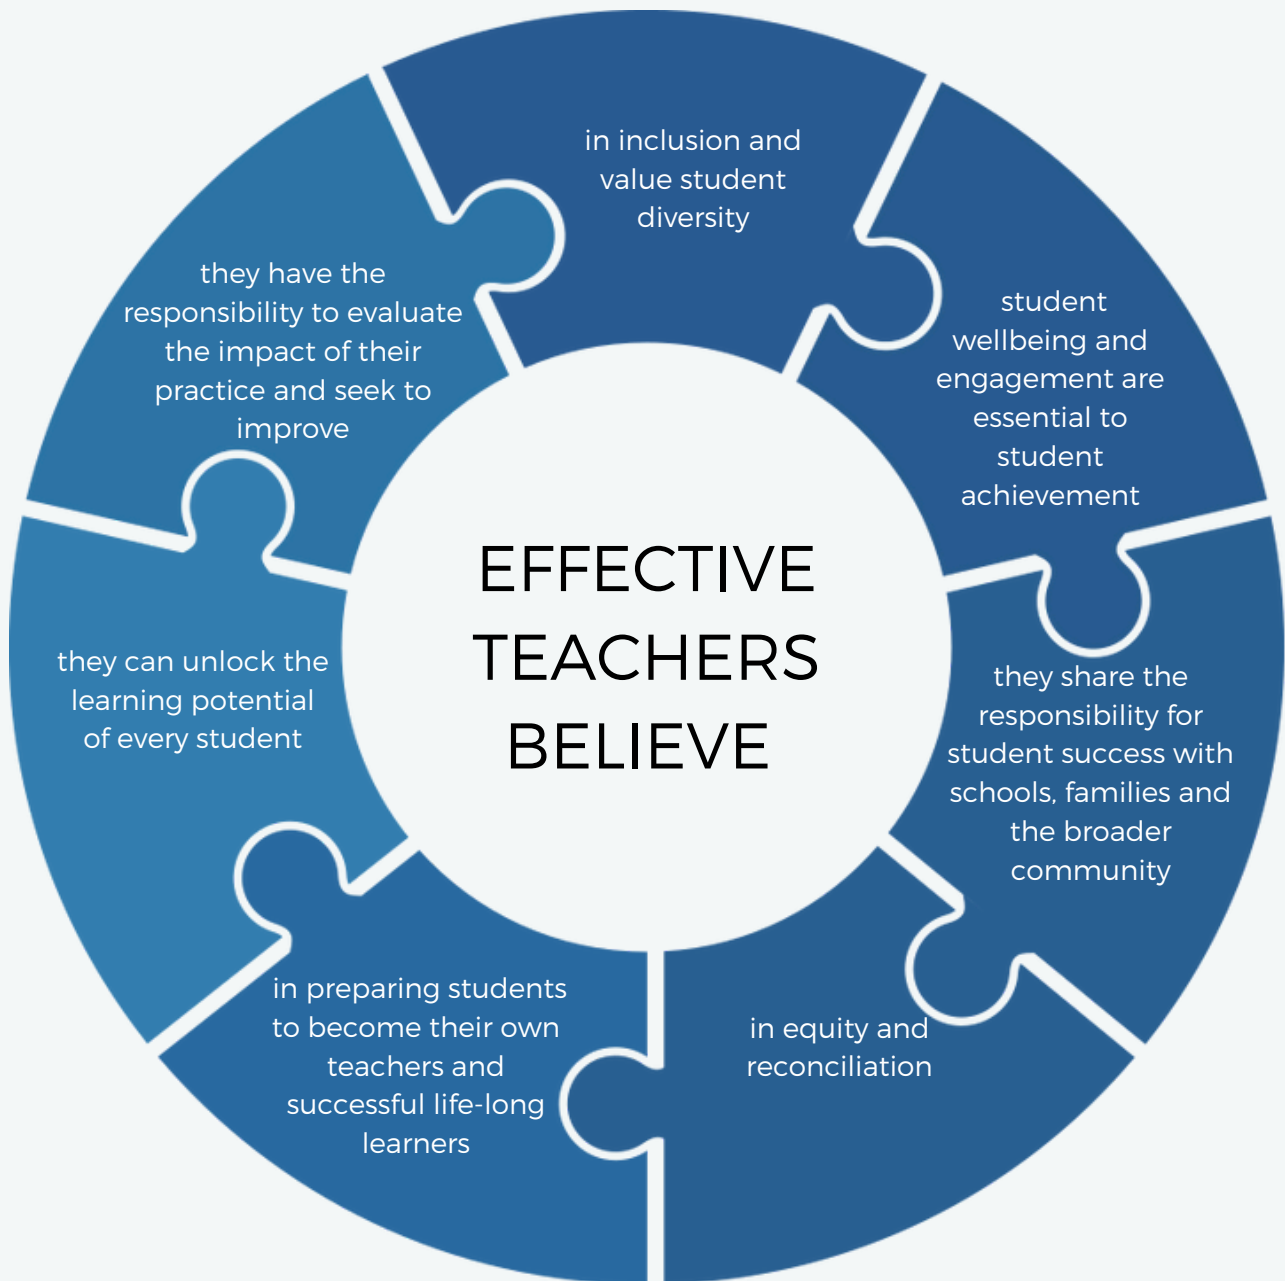 EFFECTIVE
TEACHERS
BELIEVE
in inclusion and
value student
diversity
student
wellbeing and
engagement are
essential to
student
achievement
they share the
responsibility for
student success with
schools, families and
the broader
community
in equity and
reconciliation
in preparing students
to become their own
teachers and
successful life-long
learners
they can unlock the
learning potential
of every student
they have the
responsibility to evaluate
the impact of their
practice and seek to
improve